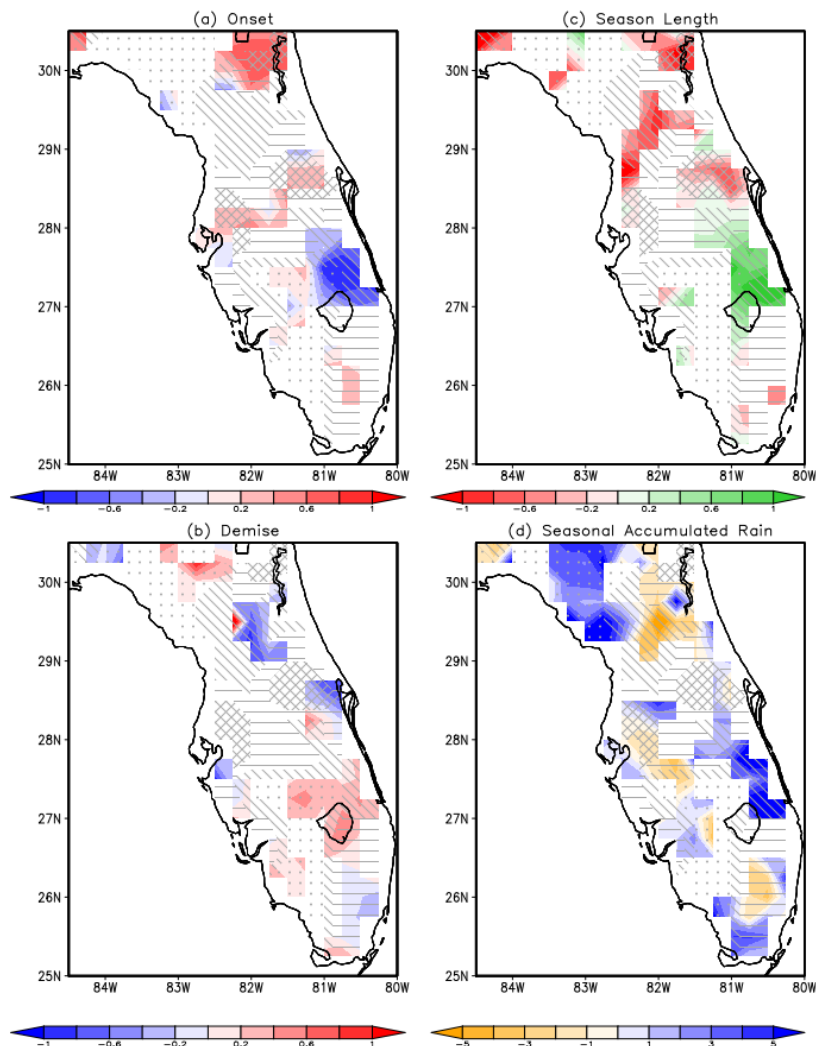 (a) Onset
(c) Season Length
30N
29N
28N
27N
26N
25N
84W 83W 82W 81W 80W
30N
29N
28N
27N
26N
25N
84W 83W 82W 81W 80W
-1 -0.6 -0.2 0.2 0.6 1
-1 -0.6 -0.2 0.2 0.6 1
(b) Demise
(d) Seasonal Accumulated Rain
30N
29N
28N
27N
26N
25N
84W 83W 82W 81W 80W
30N
29N
28N
27N
26N
25N
84W 83W 82W 81W 80W
-1 -0.6 -0.2 0.2 0.6 1
-5 -3 -1 1 3 5